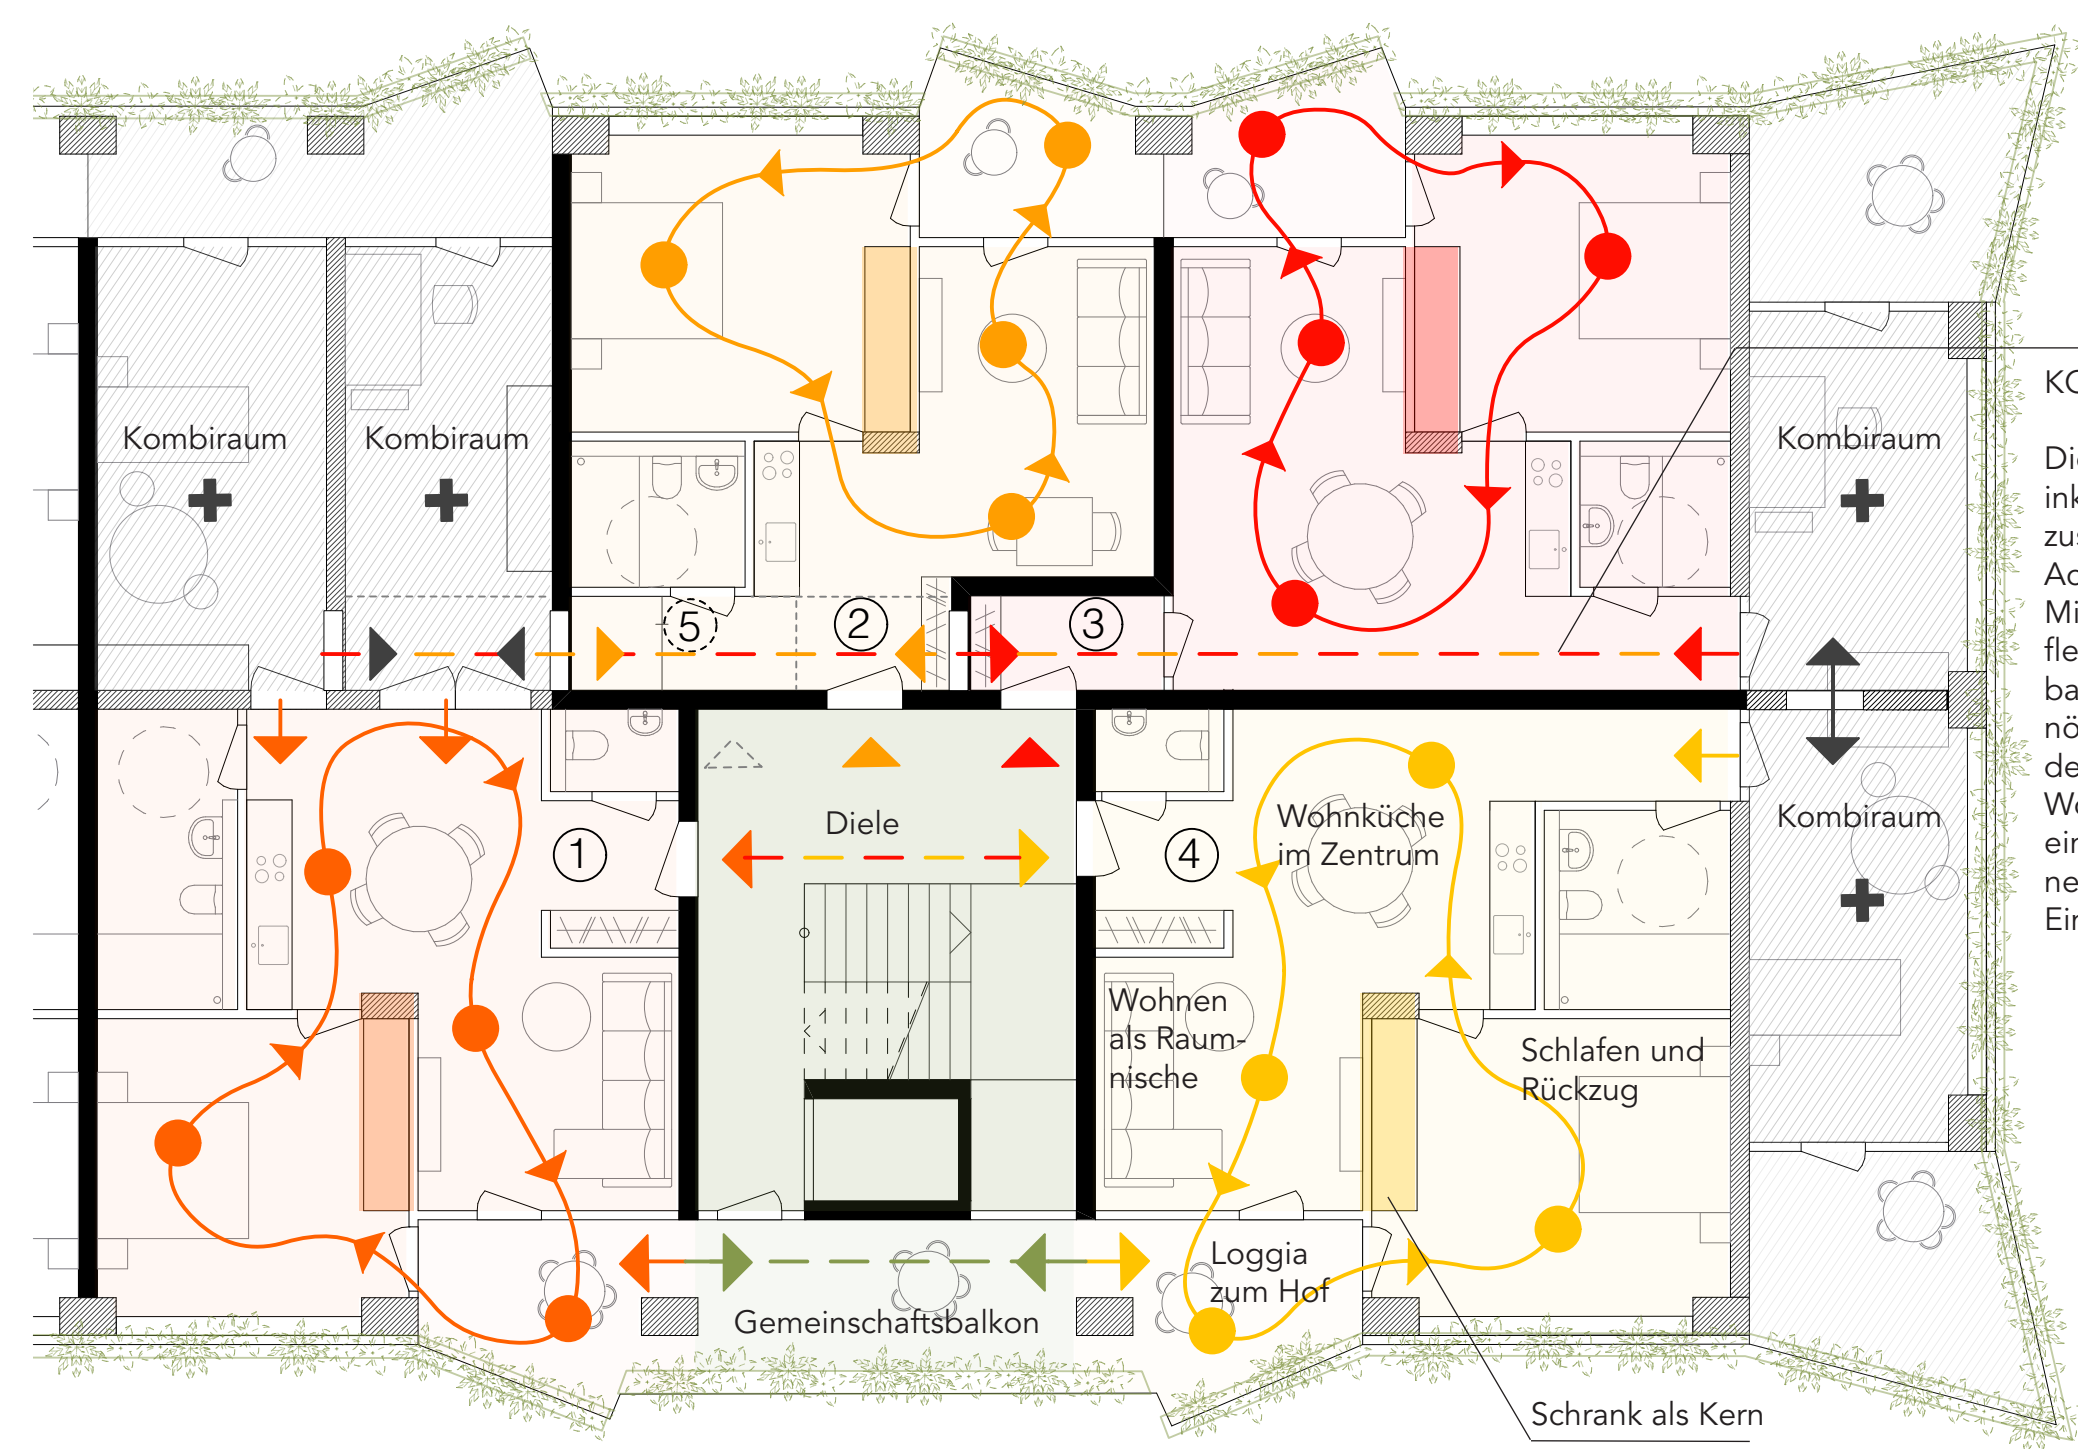 Kombiraum
Kombiraum
Kombiraum
5
2
3
1
Diele
4
Wohnküche
im Zentrum
Kombiraum
Wohnen
als Raum-
nische
Schlafen und
Rückzug
Loggia
zum Hof
Gemeinschaftsbalkon
Schrank als Kern